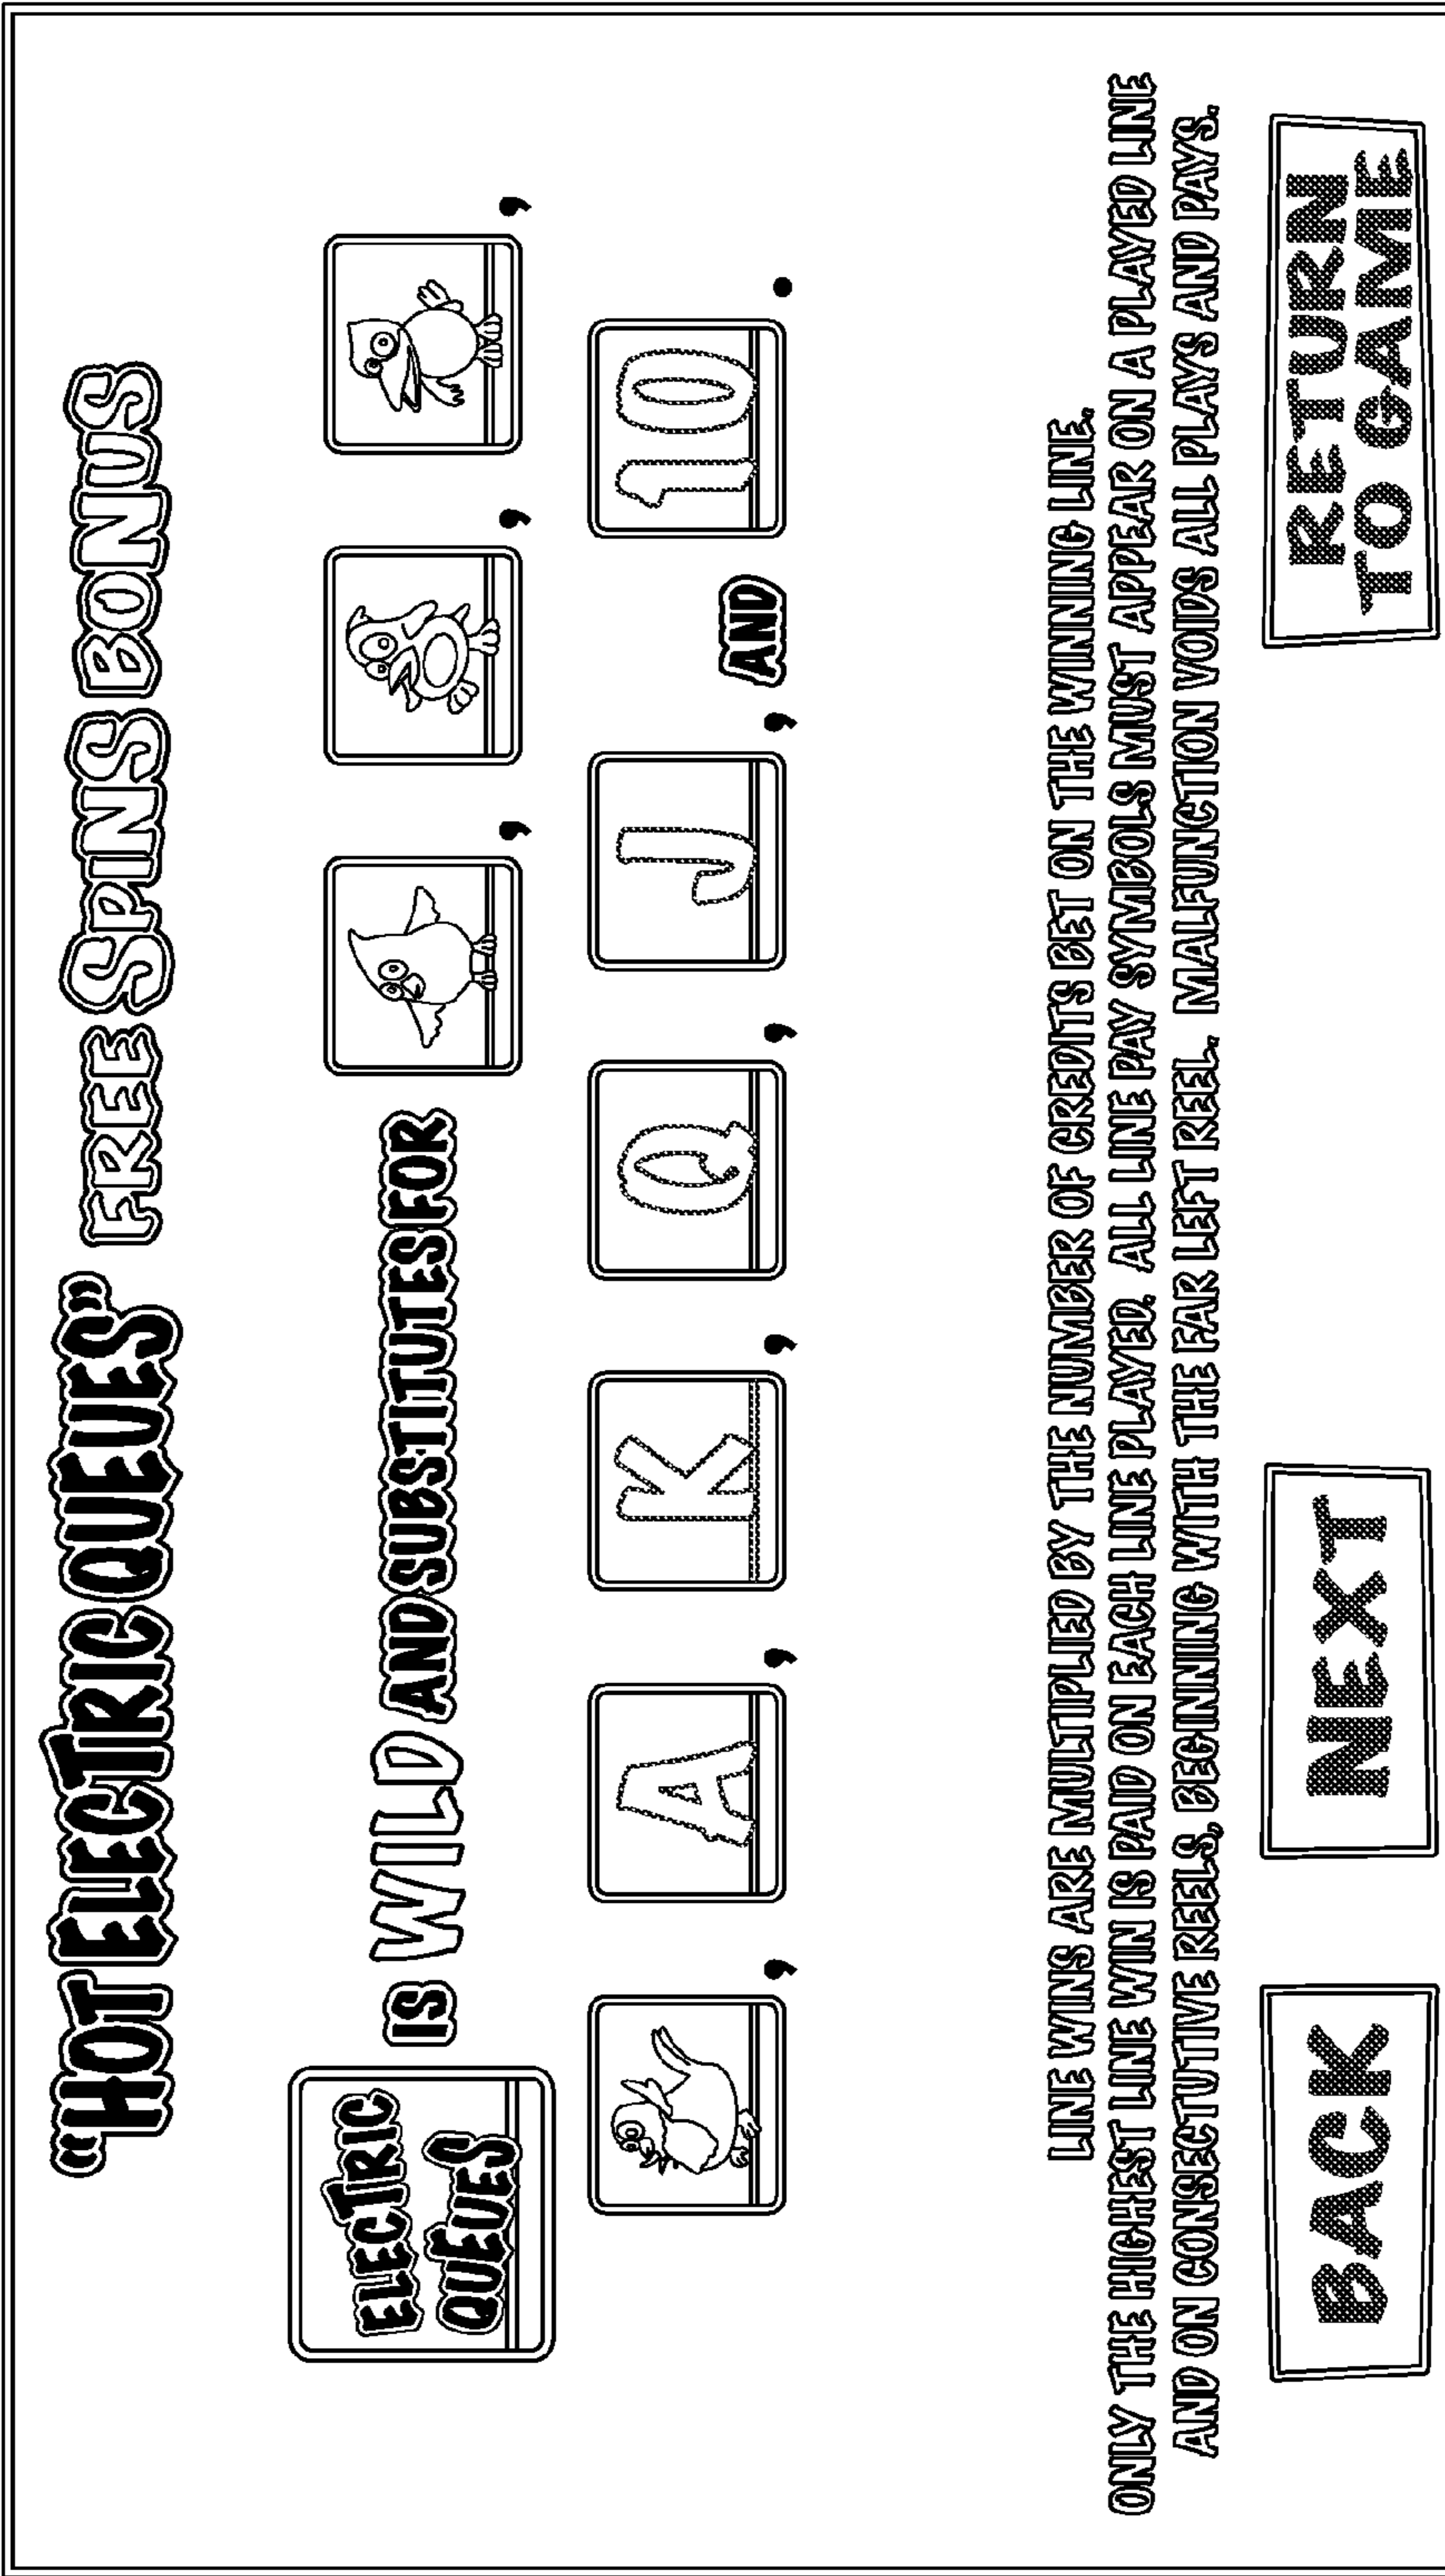 "HOT ELECTRIC QUEUES" FREE SPINS BONUS
ELECTRIC
QUEUES
IS WILD AND SUBSTITUTES FOR , , ,
, A , K , Q , J , AND 10 .
LINE WINS ARE MULTIPLIED BY THE NUMBER OF CREDITS BET ON THE WINNING LINE.
ONLY THE HIGHEST LINE WIN IS PAID ON EACH LINE PLAYED. ALL LINE PAY SYMBOLS MUST APPEAR ON A PLAYED LINE
AND ON CONSECTUTIVE REELS, BEGINNING WITH THE FAR LEFT REEL. MALFUNCTION VOIDS ALL PLAYS AND PAYS.
BACK
NEXT
RETURN
TO GAME